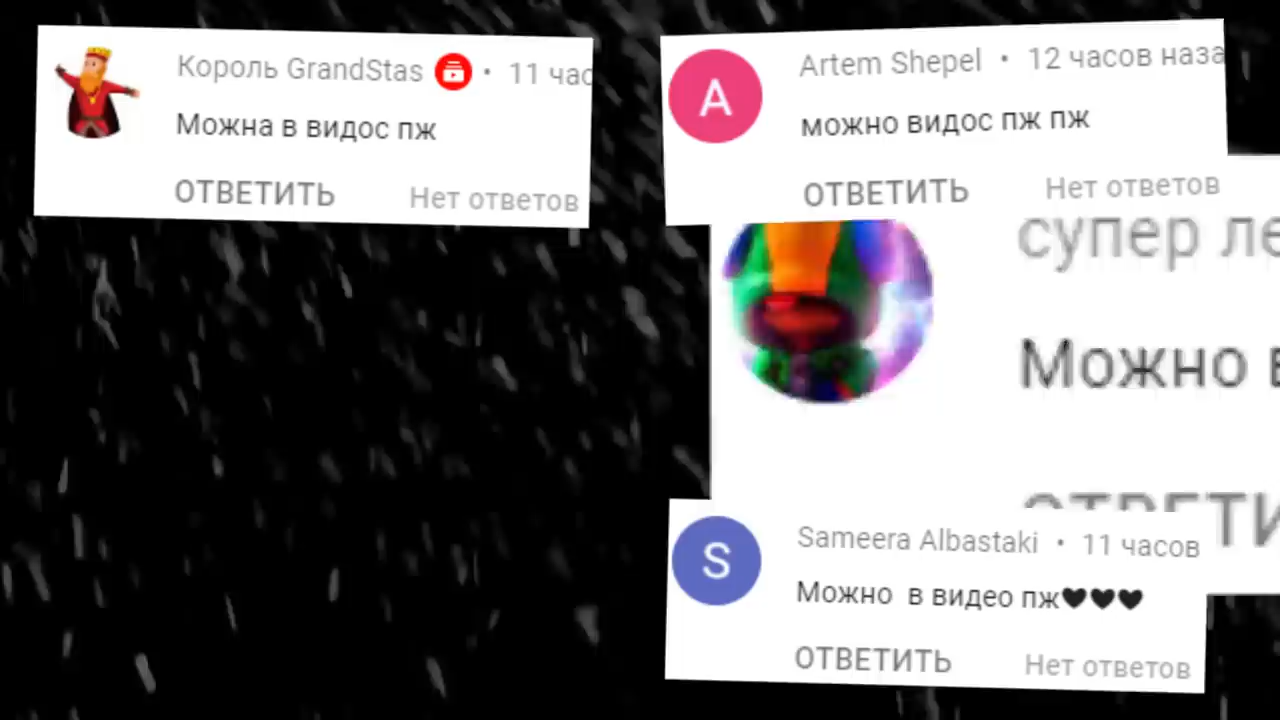 Король GrandStas • 11 час
Можна в видос пж
ОТВЕТИТЬ Нет ответов
Artem Shepel • 12 часов наза
можно видос пж пж
ОТВЕТИТЬ Нет ответов
супер ле
Можно в
ОТВЕТИ
Sameera Albastaki • 11 часов
Можно в видео пж🖤🖤🖤
ОТВЕТИТЬ Нет ответов